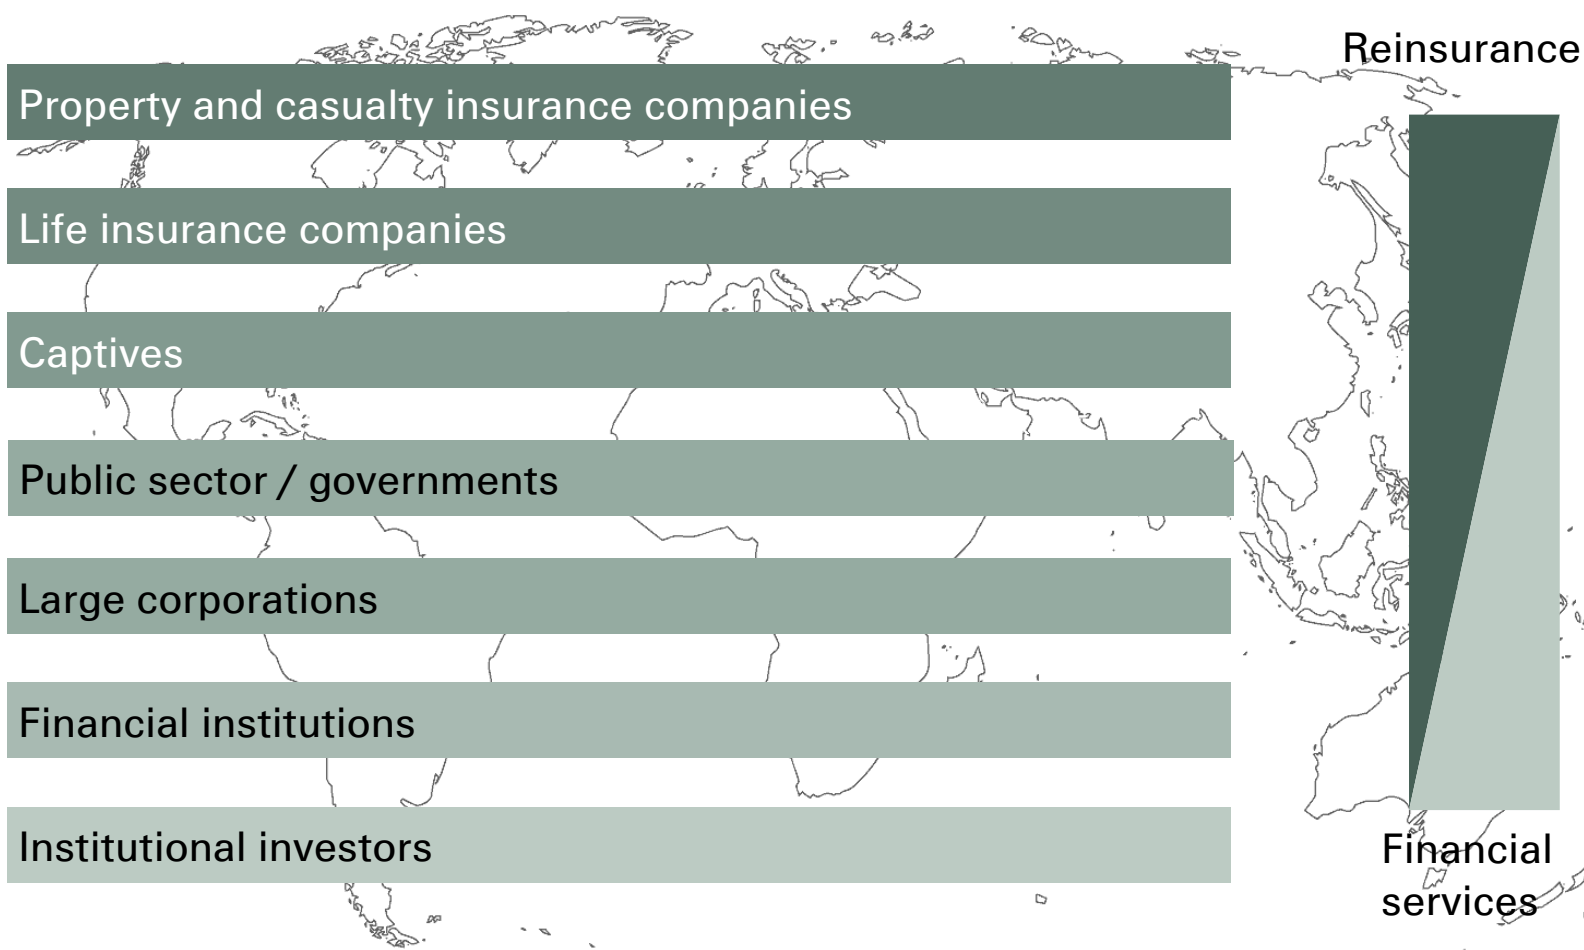 Reinsurance
Property and casualty insurance companies
Life insurance companies
Captives
Public sector / governments
Large corporations
Financial institutions
Institutional investors
Financial
services